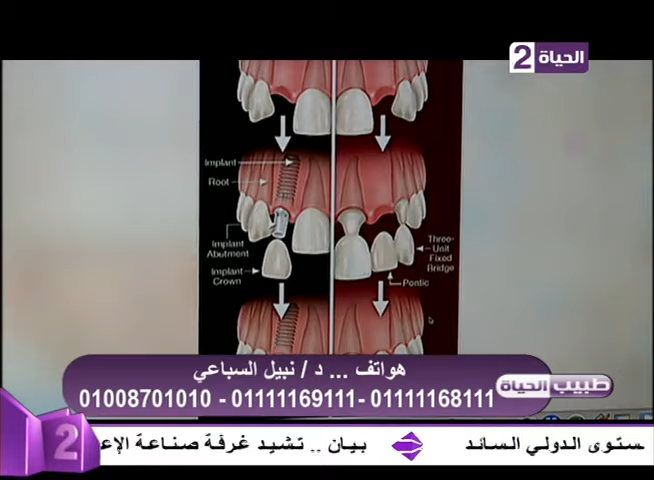 الحياة 2
Implant
Root
Implant
Abutment
Implant
Crown
Three-
Unit
Fixed
Bridge
Pontic
هواتف ... د / نبيل السباعي
01008701010 - 01111169111 - 01111168111
طبيب الحياة
2
ستوى الدولي السائد
بيان .. تشيد غرفة صناعة الإعـ